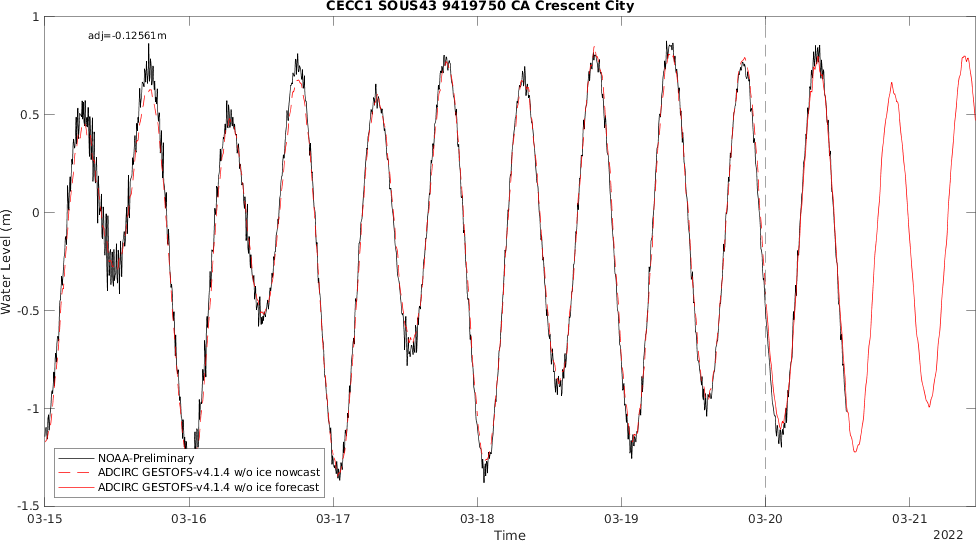 CECC1 SOUS43 9419750 CA Crescent City
adj=-0.12561m
1
0.5
0
-0.5
-1
-1.5
Water Level (m)
NOAA-Preliminary
ADCIRC GESTOFS-v4.1.4 w/o ice nowcast
ADCIRC GESTOFS-v4.1.4 w/o ice forecast
03-15 03-16 03-17 03-18 03-19 03-20 03-21
Time
2022